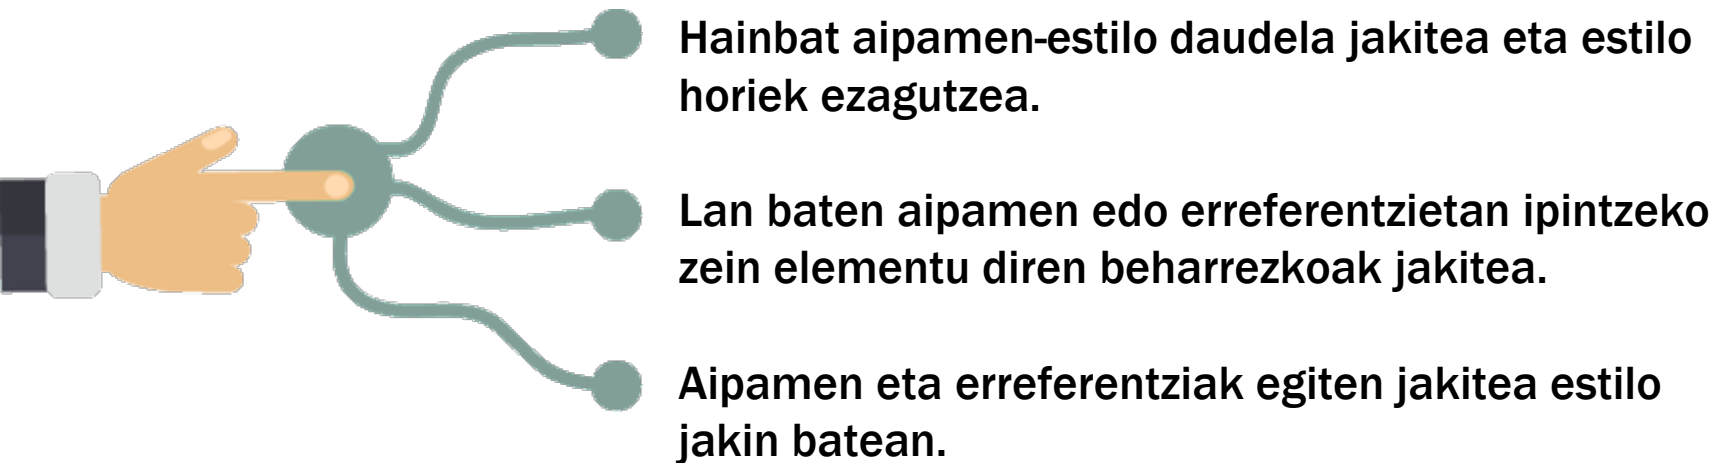 Hainbat aipamen-estilo daudela jakitea eta estilo
horiek ezagutzea.
Lan baten aipamen edo erreferentzietan ipintzeko
zein elementu diren beharrezkoak jakitea.
Aipamen eta erreferentziak egiten jakitea estilo
jakin batean.